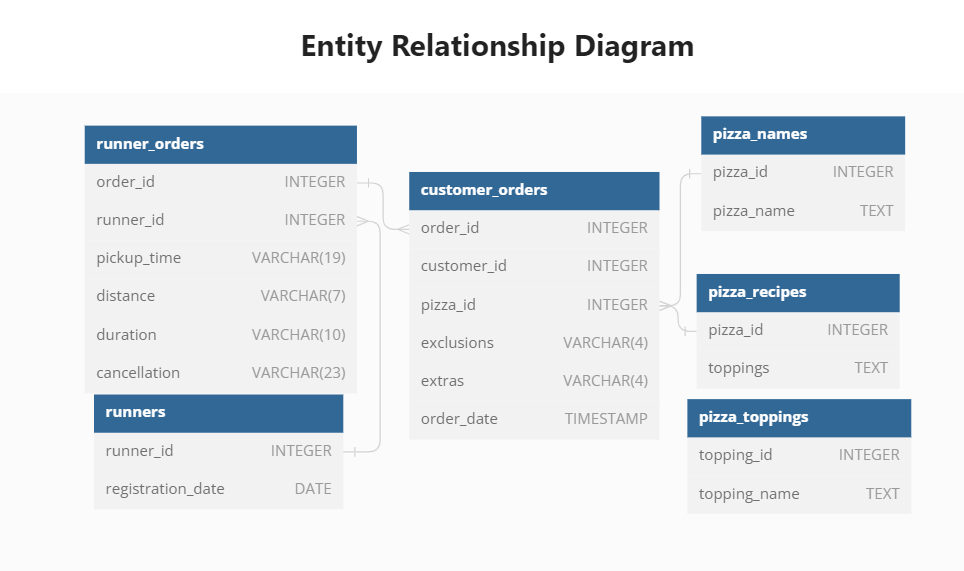 Entity Relationship Diagram
runner_orders
order_id INTEGER
runner_id INTEGER
pickup_time VARCHAR(19)
distance VARCHAR(7)
duration VARCHAR(10)
cancellation VARCHAR(23)
runners
runner_id INTEGER
registration_date DATE
customer_orders
order_id INTEGER
customer_id INTEGER
pizza_id INTEGER
exclusions VARCHAR(4)
extras VARCHAR(4)
order_date TIMESTAMP
pizza_names
pizza_id INTEGER
pizza_name TEXT
pizza_recipes
pizza_id INTEGER
toppings TEXT
pizza_toppings
topping_id INTEGER
topping_name TEXT